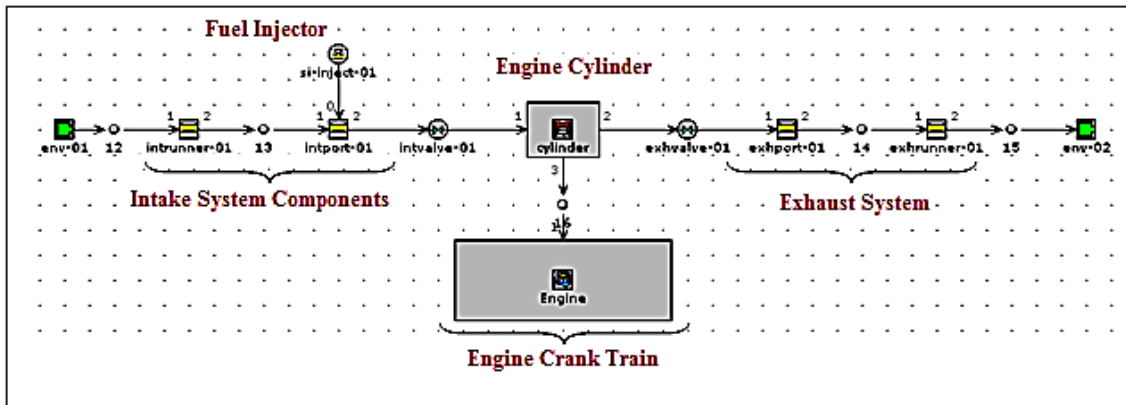 Fuel Injector
si-inject-01
Engine Cylinder
0
1 2 1 2 1 2 1 2 1 2
env-01 12 intrunner-01 13 intport-01 intvalve-01 cylinder exhvalve-01 exhport-01 14 exhrunner-01 15 env-02
3
Intake System Components
Exhaust System
16
1
Engine
Engine Crank Train